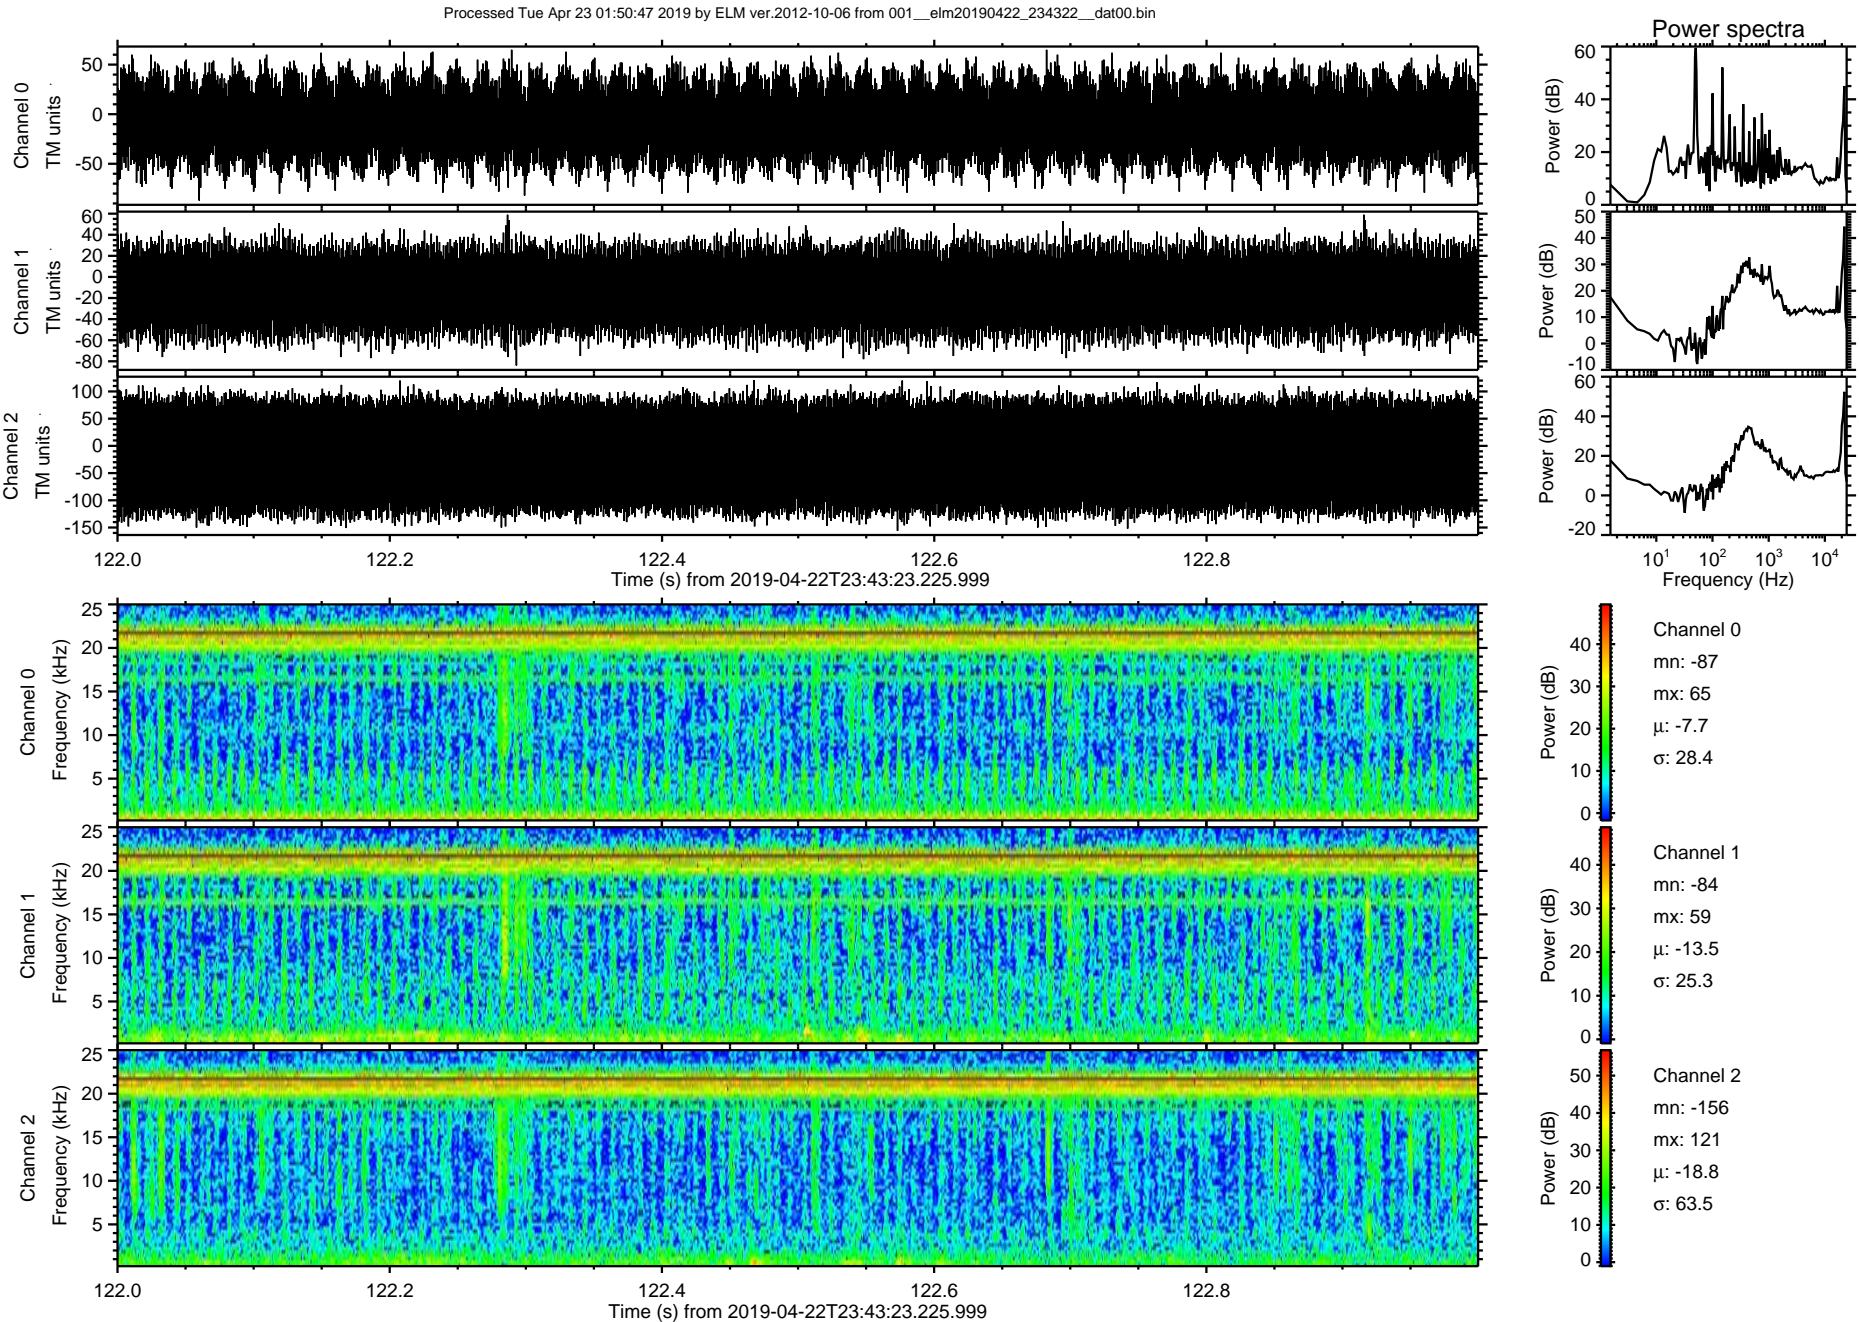 Processed Tue Apr 23 01:50:47 2019 by ELM ver.2012-10-06 from 001__elm20190422_234322__dat00.bin
Power spectra
Channel 0
TM units
50
0
-50
Power (dB)
60
40
20
0
Channel 1
TM units
60
40
20
0
-20
-40
-60
-80
Power (dB)
50
40
30
20
10
0
-10
Channel 2
TM units
100
50
0
-50
-100
-150
Power (dB)
60
40
20
0
-20
122.0 122.2 122.4 122.6 122.8
Time (s) from 2019-04-22T23:43:23.225.999
10^1 10^2 10^3 10^4
Frequency (Hz)
Channel 0
Frequency (kHz)
25
20
15
10
5
Power (dB)
40
30
20
10
0
Channel 0
mn: -87
mx: 65
μ: -7.7
σ: 28.4
Channel 1
Frequency (kHz)
25
20
15
10
5
Power (dB)
40
30
20
10
0
Channel 1
mn: -84
mx: 59
μ: -13.5
σ: 25.3
Channel 2
Frequency (kHz)
25
20
15
10
5
Power (dB)
50
40
30
20
10
0
Channel 2
mn: -156
mx: 121
μ: -18.8
σ: 63.5
122.0 122.2 122.4 122.6 122.8
Time (s) from 2019-04-22T23:43:23.225.999